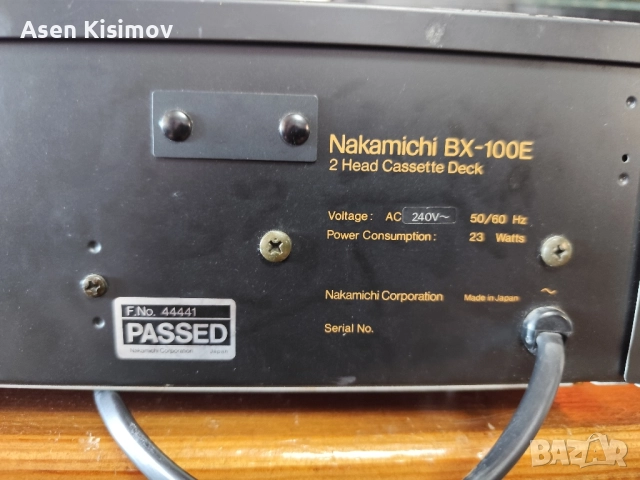 Asen Kisimov
Nakamichi BX-100E
2 Head Cassette Deck
Voltage: AC 240V~ 50/60 Hz
Power Consumption: 23 Watts
Nakamichi Corporation Made in Japan ~
Serial No.
F.No. 44441
PASSED
Nakamichi Corporation JAPAN
BAZAR